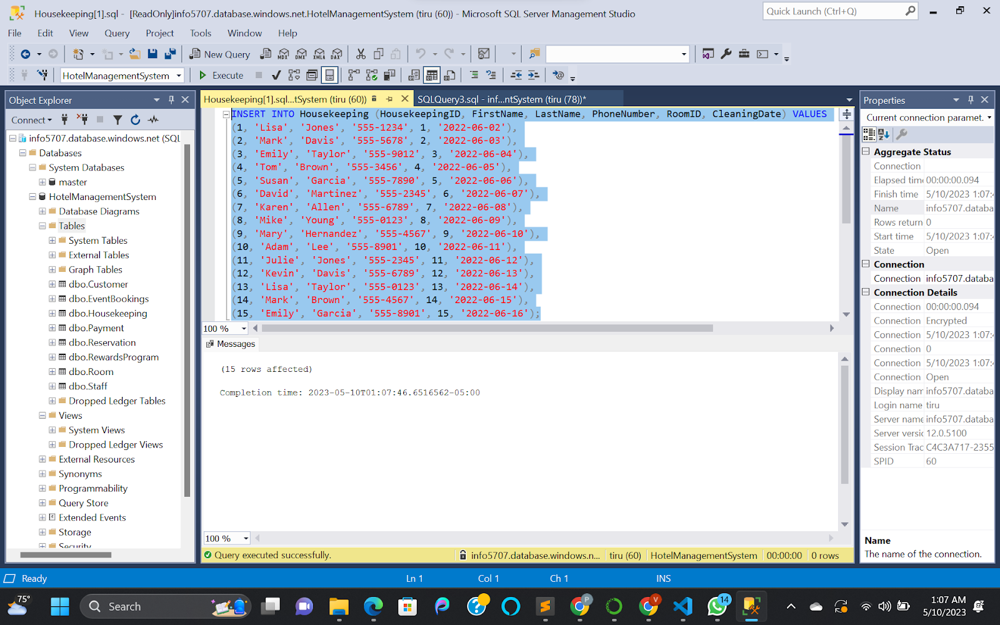 Housekeeping[1].sql - [ReadOnly]info5707.database.windows.net.HotelManagementSystem (tiru (60)) - Microsoft SQL Server Management Studio
Quick Launch (Ctrl+Q)
File Edit View Query Project Tools Window Help
New Query MDX DMX XMLA DAX
HotelManagementSystem Execute
Object Explorer
Connect
info5707.database.windows.net (SQL
Databases
System Databases
master
HotelManagementSystem
Database Diagrams
Tables
System Tables
External Tables
Graph Tables
dbo.Customer
dbo.EventBookings
dbo.Housekeeping
dbo.Payment
dbo.Reservation
dbo.RewardsProgram
dbo.Room
dbo.Staff
Dropped Ledger Tables
Views
System Views
Dropped Ledger Views
External Resources
Synonyms
Programmability
Query Store
Extended Events
Storage
Security
Housekeeping[1].sql...tSystem (tiru (60))
SQLQuery3.sql - inf...ntSystem (tiru (78))*
INSERT INTO Housekeeping (HousekeepingID, FirstName, LastName, PhoneNumber, RoomID, CleaningDate) VALUES
(1, 'Lisa', 'Jones', '555-1234', 1, '2022-06-02'),
(2, 'Mark', 'Davis', '555-5678', 2, '2022-06-03'),
(3, 'Emily', 'Taylor', '555-9012', 3, '2022-06-04'),
(4, 'Tom', 'Brown', '555-3456', 4, '2022-06-05'),
(5, 'Susan', 'Garcia', '555-7890', 5, '2022-06-06'),
(6, 'David', 'Martinez', '555-2345', 6, '2022-06-07'),
(7, 'Karen', 'Allen', '555-6789', 7, '2022-06-08'),
(8, 'Mike', 'Young', '555-0123', 8, '2022-06-09'),
(9, 'Mary', 'Hernandez', '555-4567', 9, '2022-06-10'),
(10, 'Adam', 'Lee', '555-8901', 10, '2022-06-11'),
(11, 'Julie', 'Jones', '555-2345', 11, '2022-06-12'),
(12, 'Kevin', 'Davis', '555-6789', 12, '2022-06-13'),
(13, 'Lisa', 'Taylor', '555-0123', 13, '2022-06-14'),
(14, 'Mark', 'Brown', '555-4567', 14, '2022-06-15'),
(15, 'Emily', 'Garcia', '555-8901', 15, '2022-06-16');
100 %
Messages
(15 rows affected)
Completion time: 2023-05-10T01:07:46.6516562-05:00
100 %
Query executed successfully. info5707.database.windows.n... tiru (60) HotelManagementSystem 00:00:00 0 rows
Properties
Current connection paramet.
Aggregate Status
Connection
Elapsed time 00:00:00.094
Finish time 5/10/2023 1:07:4
Name info5707.databa
Rows return 0
Start time 5/10/2023 1:07:4
State Open
Connection
Connection info5707.databa
Connection Details
Connection 00:00:00.094
Connection Encrypted
Connection 5/10/2023 1:07:4
Connection 0
Connection 5/10/2023 1:07:4
Connection Open
Display nam info5707.databa
Login name tiru
Server name info5707.databa
Server versio 12.0.5100
Session Trac C4C3A717-2355
SPID 60
Name
The name of the connection.
Ready Ln 1 Col 1 Ch 1 INS
75° Search P V 14 1:07 AM
5/10/2023